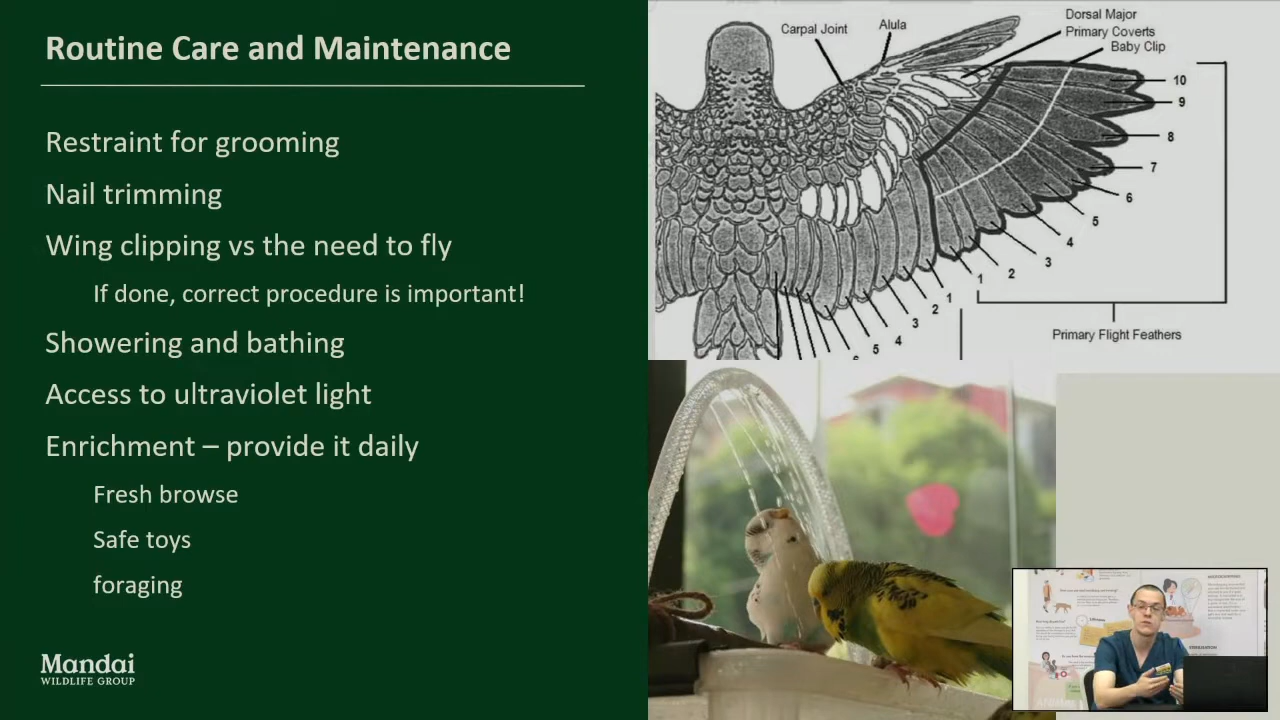 Routine Care and Maintenance
Restraint for grooming
Nail trimming
Wing clipping vs the need to fly
If done, correct procedure is important!
Showering and bathing
Access to ultraviolet light
Enrichment – provide it daily
Fresh browse
Safe toys
foraging
Mandai
WILDLIFE GROUP
Carpal Joint
Alula
Dorsal Major
Primary Coverts
Baby Clip
10
9
8
7
6
5
4
3
2
1
1
2
3
4
5
Primary Flight Feathers